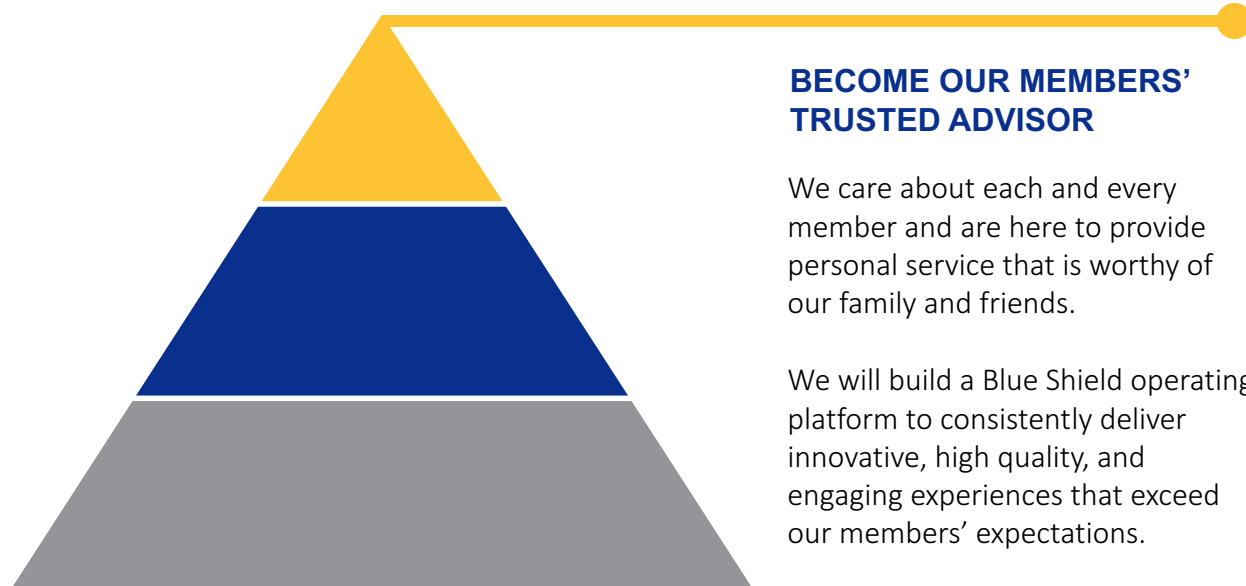 BECOME OUR MEMBERS’
TRUSTED ADVISOR
We care about each and every
member and are here to provide
personal service that is worthy of
our family and friends.
We will build a Blue Shield operating
platform to consistently deliver
innovative, high quality, and
engaging experiences that exceed
our members’ expectations.